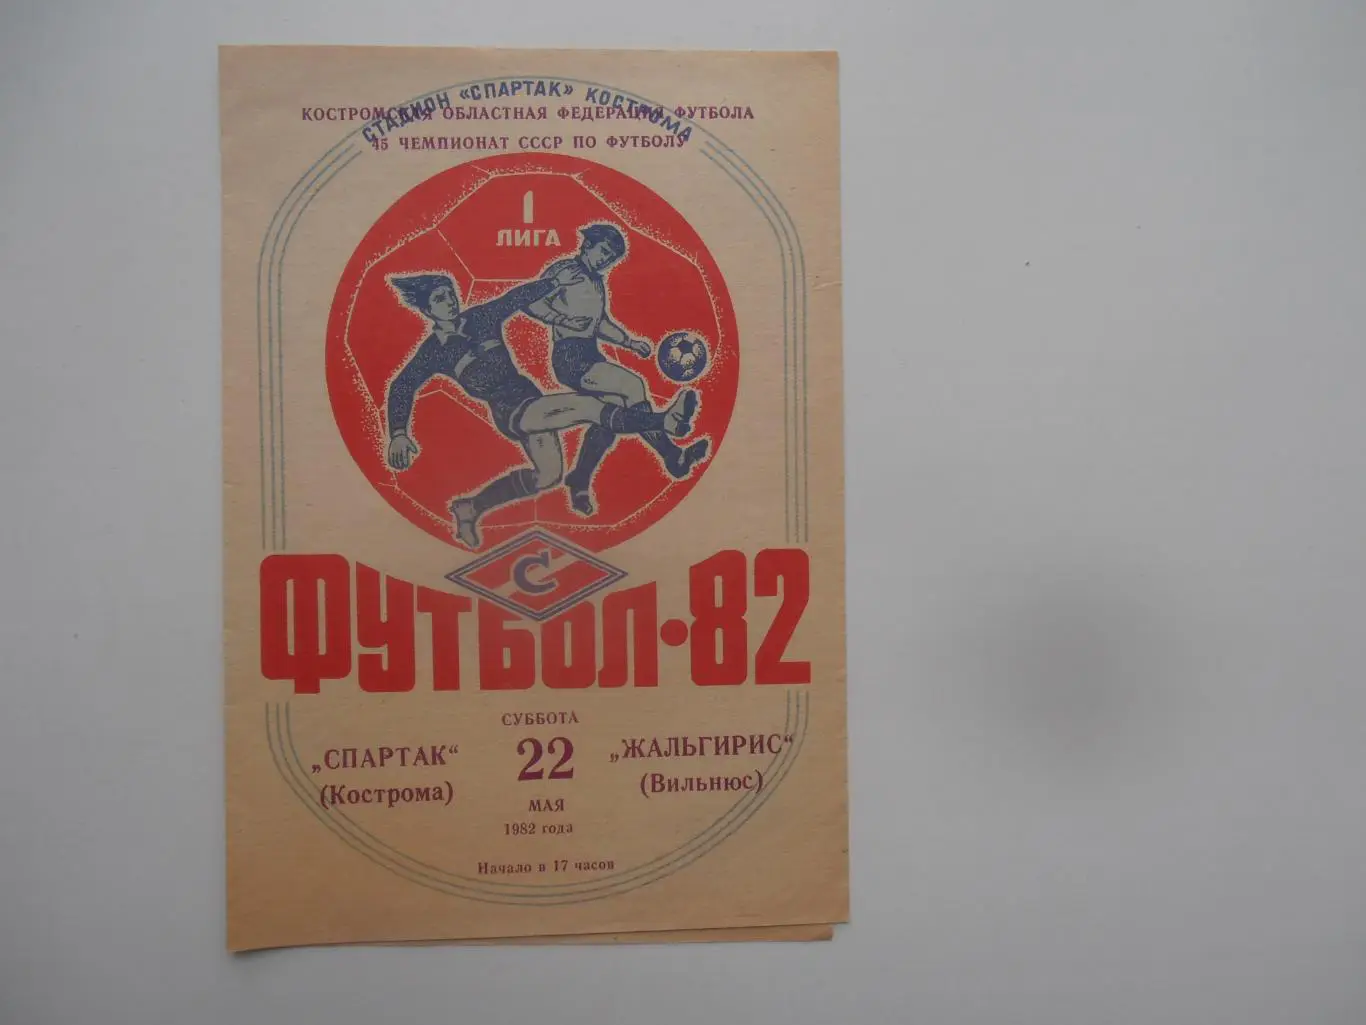 СТАДИОН «СПАРТАК» КОСТРОМА
КОСТРОМСКАЯ ОБЛАСТНАЯ ФЕДЕРАЦИЯ ФУТБОЛА
45 ЧЕМПИОНАТ СССР ПО ФУТБОЛУ
1
ЛИГА
С
ФУТБОЛ·82
СУББОТА
„СПАРТАК“ 22 „ЖАЛЬГИРИС“
(Кострома) (Вильнюс)
МАЯ
1982 года
Начало в 17 часов